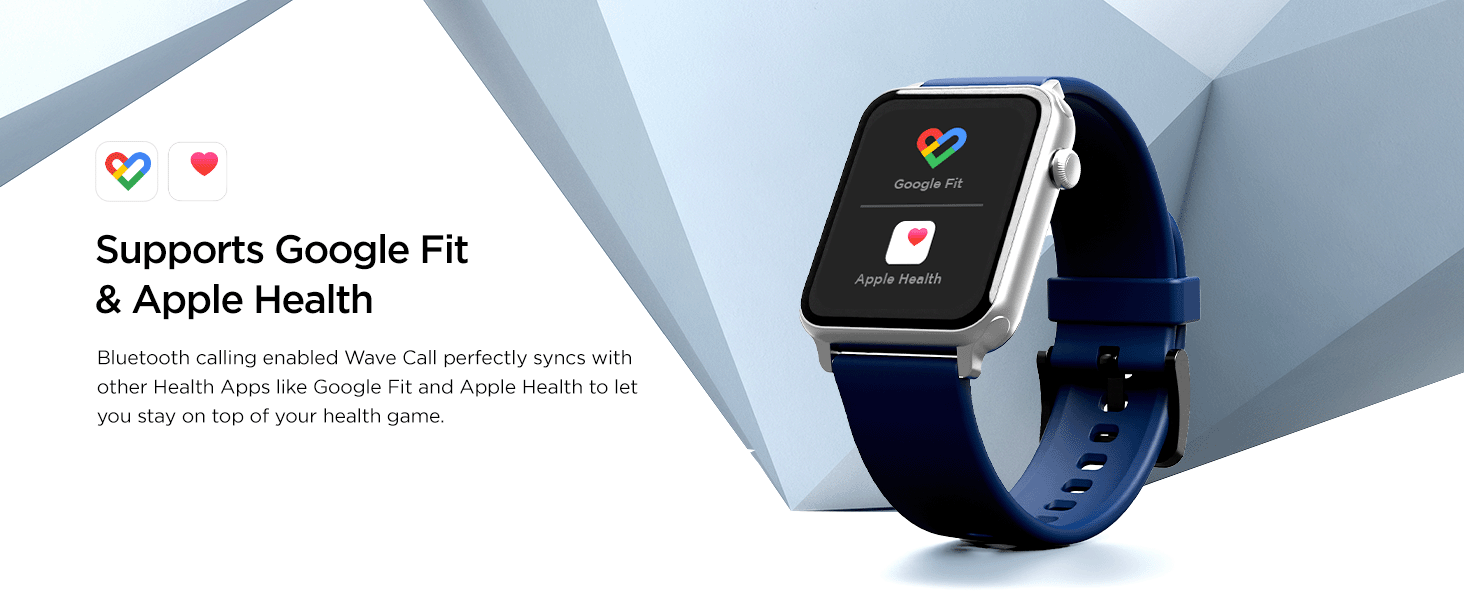 Supports Google Fit
& Apple Health
Bluetooth calling enabled Wave Call perfectly syncs with
other Health Apps like Google Fit and Apple Health to let
you stay on top of your health game.
Google Fit
Apple Health